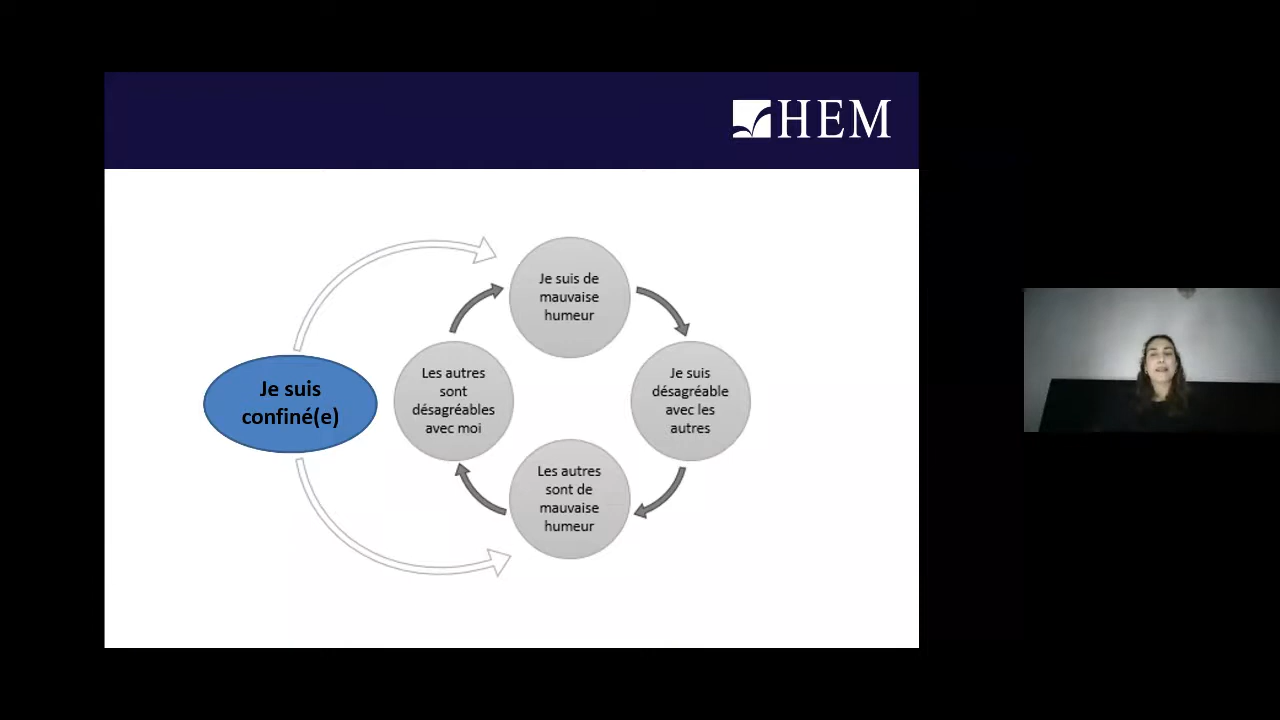 HEM
Je suis de
mauvaise
humeur
Je suis
désagréable
avec les
autres
Les autres
sont de
mauvaise
humeur
Les autres
sont
désagréables
avec moi
Je suis
confiné(e)